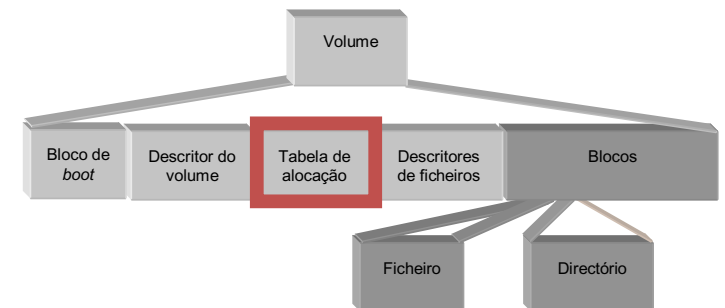 Volume
Bloco de
boot
Descritor do
volume
Tabela de
alocação
Descritores
de ficheiros
Blocos
Ficheiro
Directório